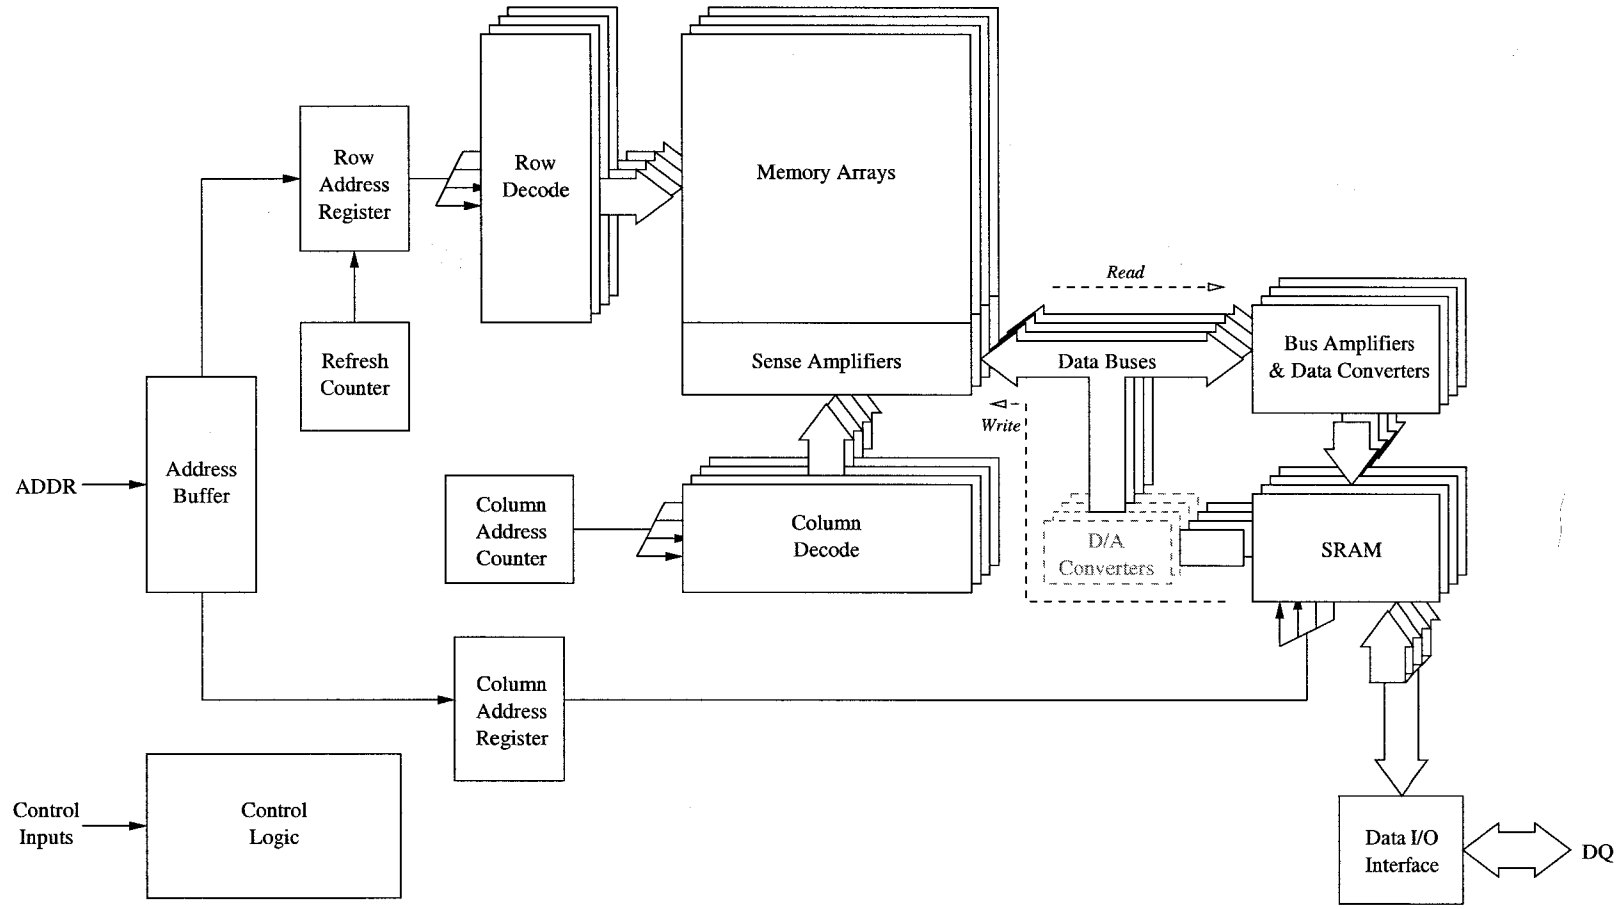 Row
Address
Register
Row
Decode
Memory Arrays
Refresh
Counter
Sense Amplifiers
Read
Data Buses
Write
Bus Amplifiers
& Data Converters
ADDR
Address
Buffer
Column
Address
Counter
Column
Decode
D/A
Converters
SRAM
Column
Address
Register
Control
Inputs
Control
Logic
Data I/O
Interface
DQ